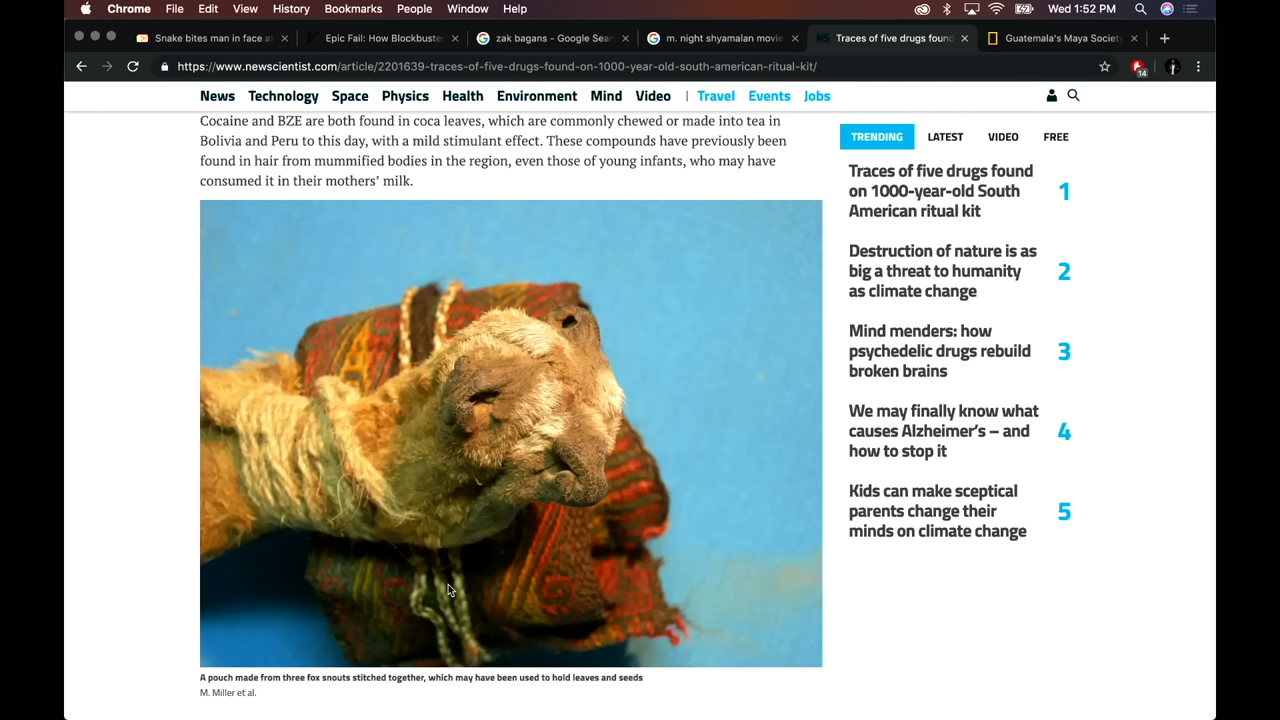 Chrome File Edit View History Bookmarks People Window Help Wed 1:52 PM
Snake bites man in face a Epic Fail: How Blockbuste zak bagans - Google Sear m. night shyamalan movie Traces of five drugs found Guatemala's Maya Society
https://www.newscientist.com/article/2201639-traces-of-five-drugs-found-on-1000-year-old-south-american-ritual-kit/ 14
News Technology Space Physics Health Environment Mind Video | Travel Events Jobs
Cocaine and BZE are both found in coca leaves, which are commonly chewed or made into tea in
Bolivia and Peru to this day, with a mild stimulant effect. These compounds have previously been
found in hair from mummified bodies in the region, even those of young infants, who may have
consumed it in their mothers' milk.
A pouch made from three fox snouts stitched together, which may have been used to hold leaves and seeds
M. Miller et al.
TRENDING LATEST VIDEO FREE
Traces of five drugs found
on 1000-year-old South
American ritual kit
1
Destruction of nature is as
big a threat to humanity
as climate change
2
Mind menders: how
psychedelic drugs rebuild
broken brains
3
We may finally know what
causes Alzheimer's – and
how to stop it
4
Kids can make sceptical
parents change their
minds on climate change
5